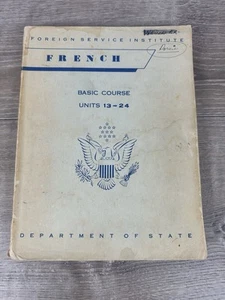 FOREIGN SERVICE INSTITUTE
FRENCH
BASIC COURSE
UNITS 13-24
DEPARTMENT OF STATE